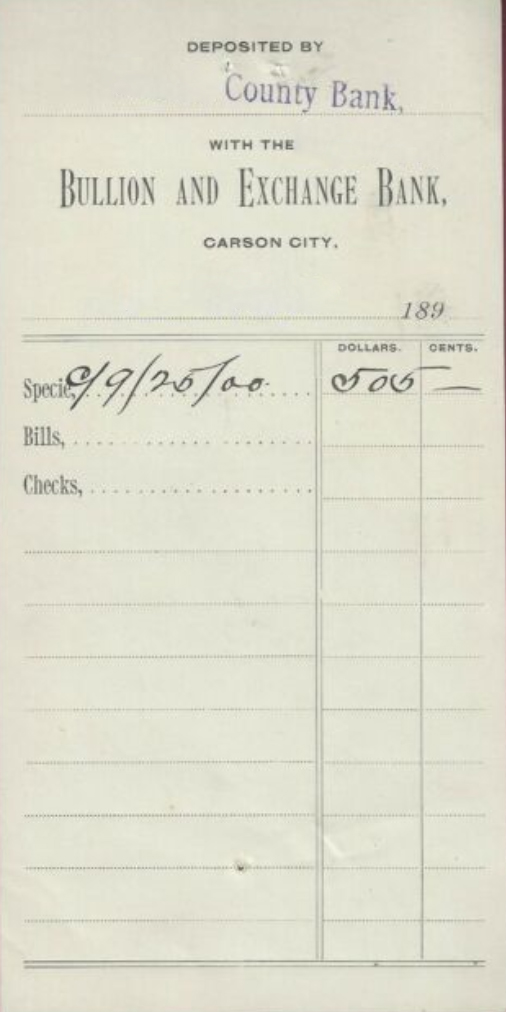 DEPOSITED BY
County Bank,
WITH THE
BULLION AND EXCHANGE BANK,
CARSON CITY,
189
DOLLARS. CENTS.
Specie, 9/25/00 505 —
Bills,
Checks,